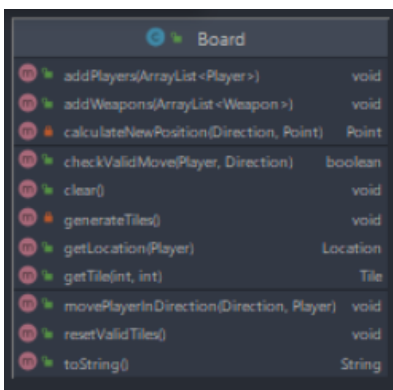 Board
addPlayers(ArrayList<Player>) void
addWeapons(ArrayList<Weapon>) void
calculateNewPosition(Direction, Point) Point
checkValidMove(Player, Direction) boolean
clear() void
generateTiles() void
getLocation(Player) Location
getTile(int, int) Tile
movePlayerInDirection(Direction, Player) void
resetValidTiles() void
toString() String